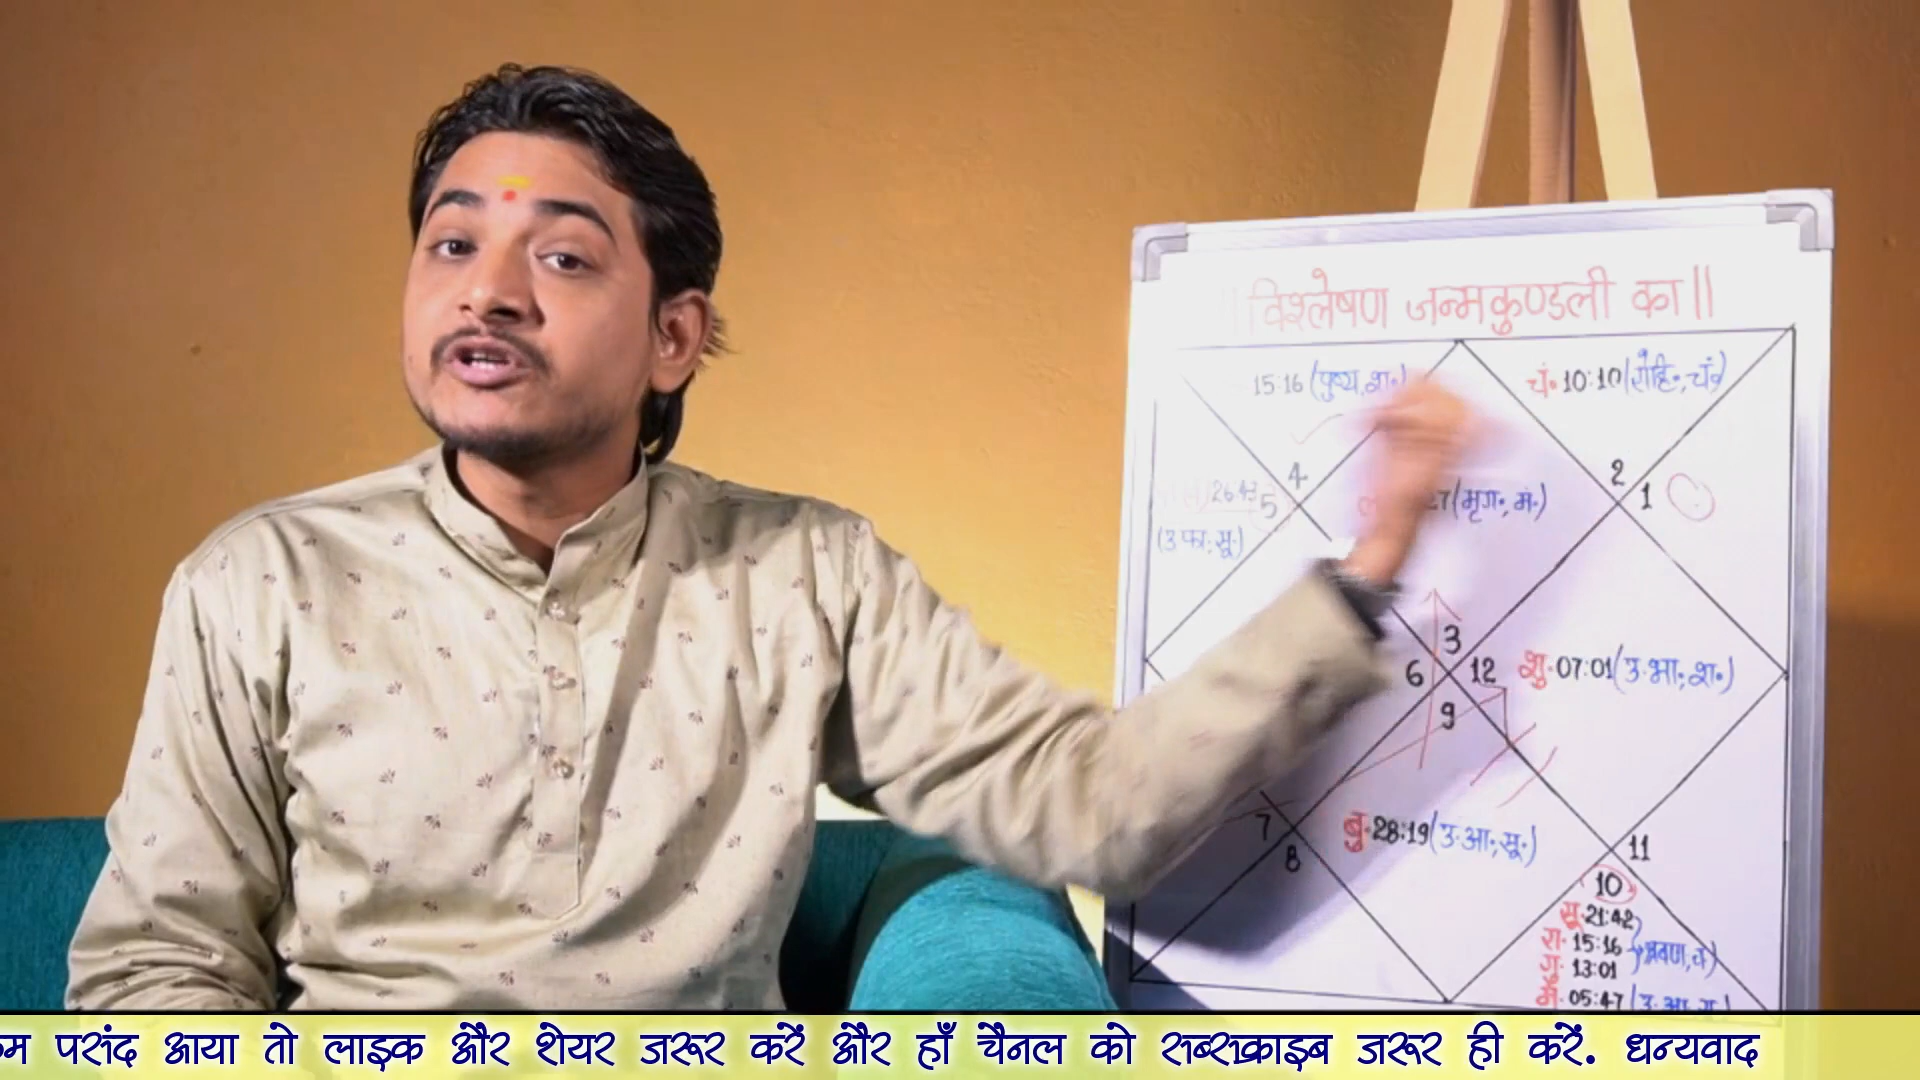 ||विश्लेषण जन्मकुण्डली का||
15:16 (पुष्य, श॰)
चं॰ 10:10 (रोहि॰, चं॰)
4
2
1
26:43
5
27 (मृग॰, मं॰)
(उ फा॰, सू॰)
3
6
12
शु॰ 07:01 (उ॰भा॰, श॰)
9
7
बु॰ 28:19 (उ॰आ॰, सू॰)
8
11
10
सू॰ 21:42
रा॰ 15:16
श्रवण, चं)
गु॰ 13:01
मं॰ 05:47 (उ॰आ॰
पसंद आया तो लाइक और शेयर जरूर करें और हाँ चैनल को सब्सक्राइब जरूर ही करें. धन्यवाद